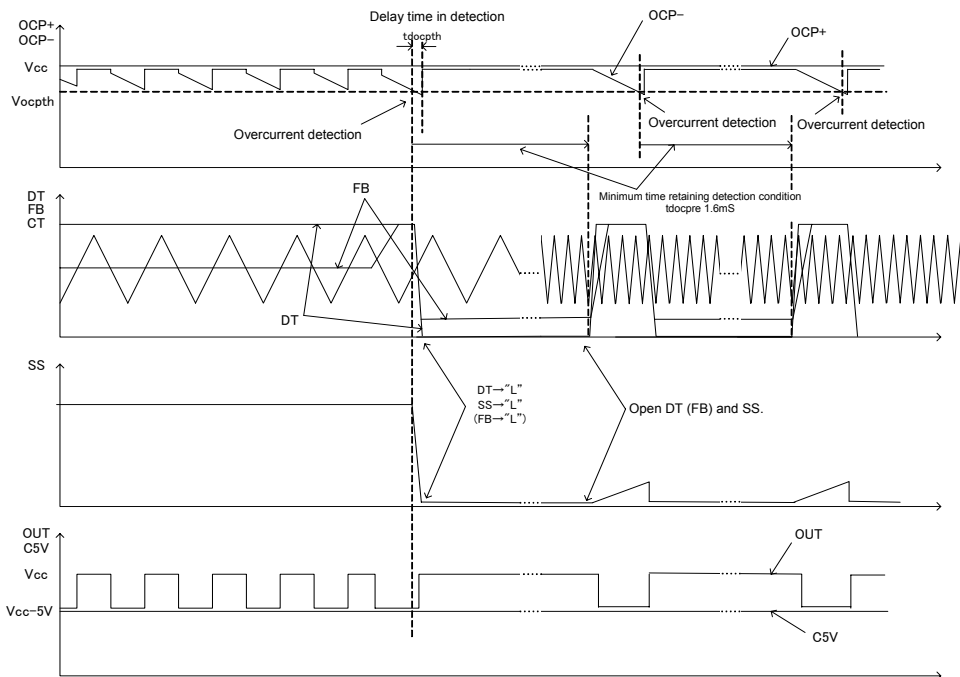 Delay time in detection
tdocpth
OCP+
OCP−
OCP−
OCP+
Vcc
Vocpth
Overcurrent detection
Overcurrent detection
Overcurrent detection
Minimum time retaining detection condition
tdocpre 1.6mS
DT
FB
CT
FB
DT
SS
DT→"L"
SS→"L"
(FB→"L")
Open DT (FB) and SS.
OUT
C5V
OUT
Vcc
Vcc−5V
C5V